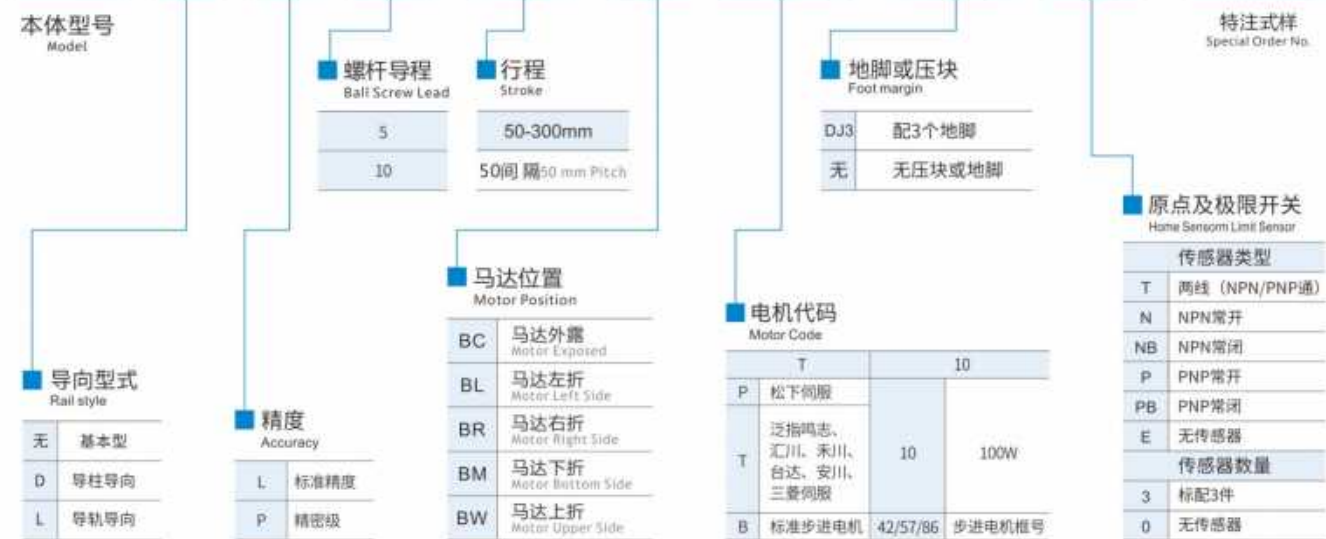 本体型号
Model
特注式样
Special Order No.
螺杆导程
Ball Screw Lead
5
10
行程
Stroke
50-300mm
50间 隔50 mm Pitch
地脚或压块
Foot margin
DJ3 配3个地脚
无 无压块或地脚
原点及极限开关
Home Sensorm Limit Sensor
传感器类型
T 两线（NPN/PNP通）
N NPN常开
NB NPN常闭
P PNP常开
PB PNP常闭
E 无传感器
传感器数量
3 标配3件
0 无传感器
马达位置
Motor Position
BC 马达外露
Motor Exposed
BL 马达左折
Motor Left Side
BR 马达右折
Motor Right Side
BM 马达下折
Motor Bottom Side
BW 马达上折
Motor Upper Side
电机代码
Motor Code
T 10
P 松下伺服
T 泛指鸣志、
汇川、禾川、
台达、安川、
三菱伺服
10 100W
B 标准步进电机 42/57/86 步进电机框号
导向型式
Rail style
无 基本型
D 导柱导向
L 导轨导向
精度
Accuracy
L 标准精度
P 精密级